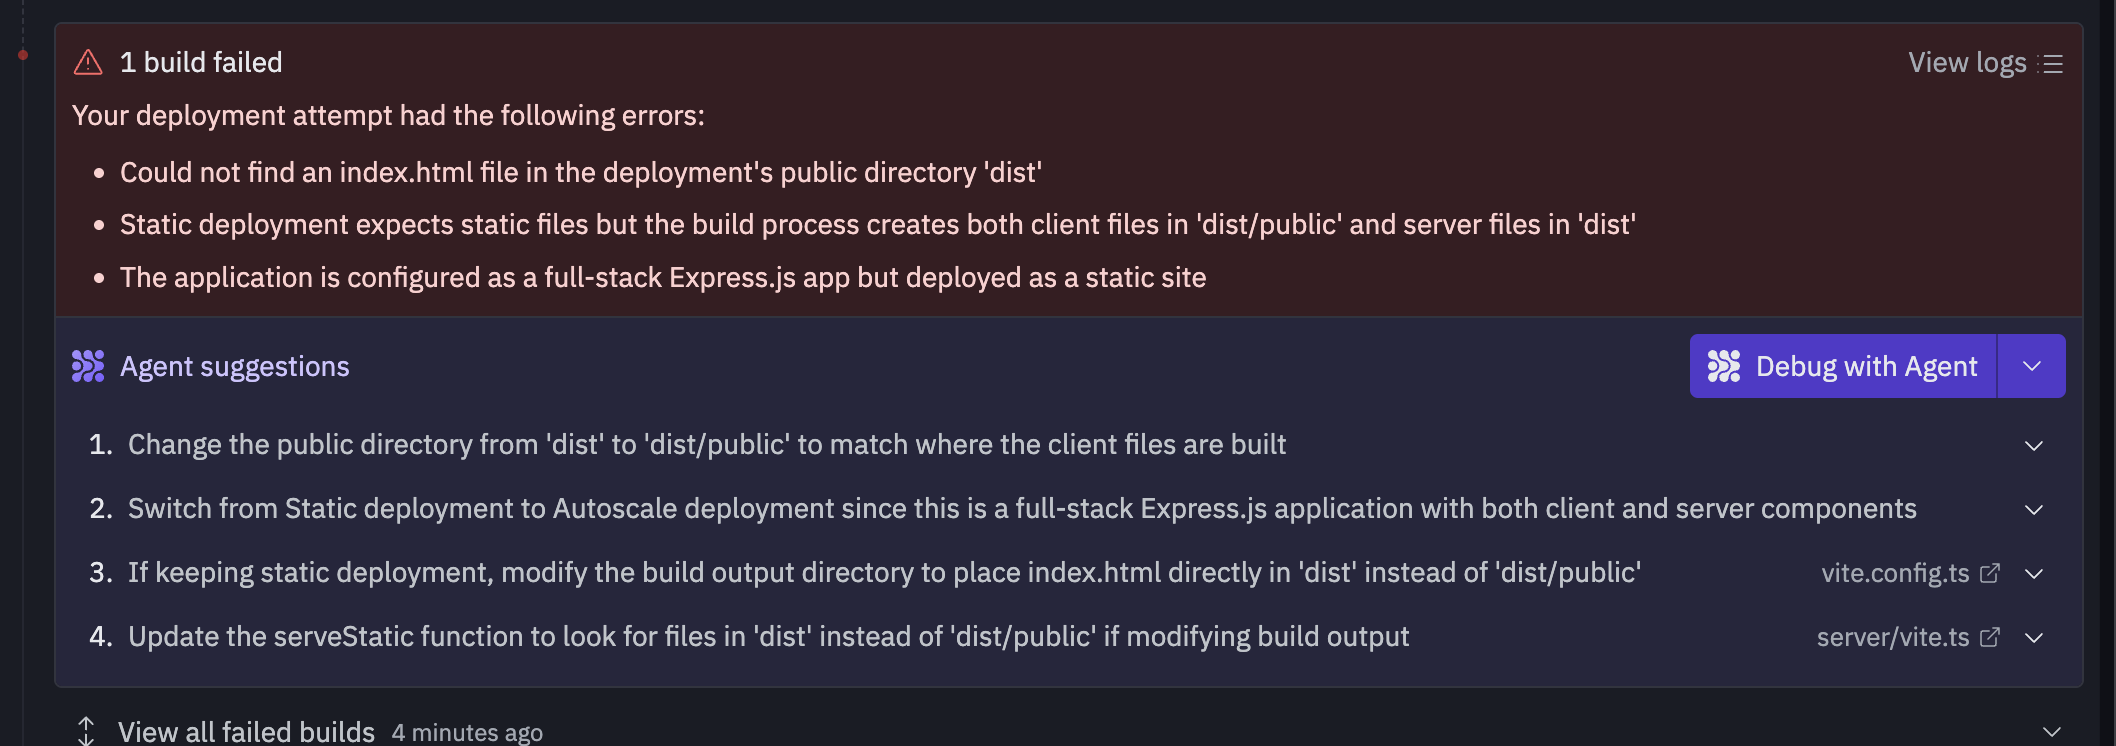 1 build failed
View logs
Your deployment attempt had the following errors:
• Could not find an index.html file in the deployment's public directory 'dist'
• Static deployment expects static files but the build process creates both client files in 'dist/public' and server files in 'dist'
• The application is configured as a full-stack Express.js app but deployed as a static site
Agent suggestions
Debug with Agent
1. Change the public directory from 'dist' to 'dist/public' to match where the client files are built
2. Switch from Static deployment to Autoscale deployment since this is a full-stack Express.js application with both client and server components
3. If keeping static deployment, modify the build output directory to place index.html directly in 'dist' instead of 'dist/public'
vite.config.ts
4. Update the serveStatic function to look for files in 'dist' instead of 'dist/public' if modifying build output
server/vite.ts
View all failed builds 4 minutes ago